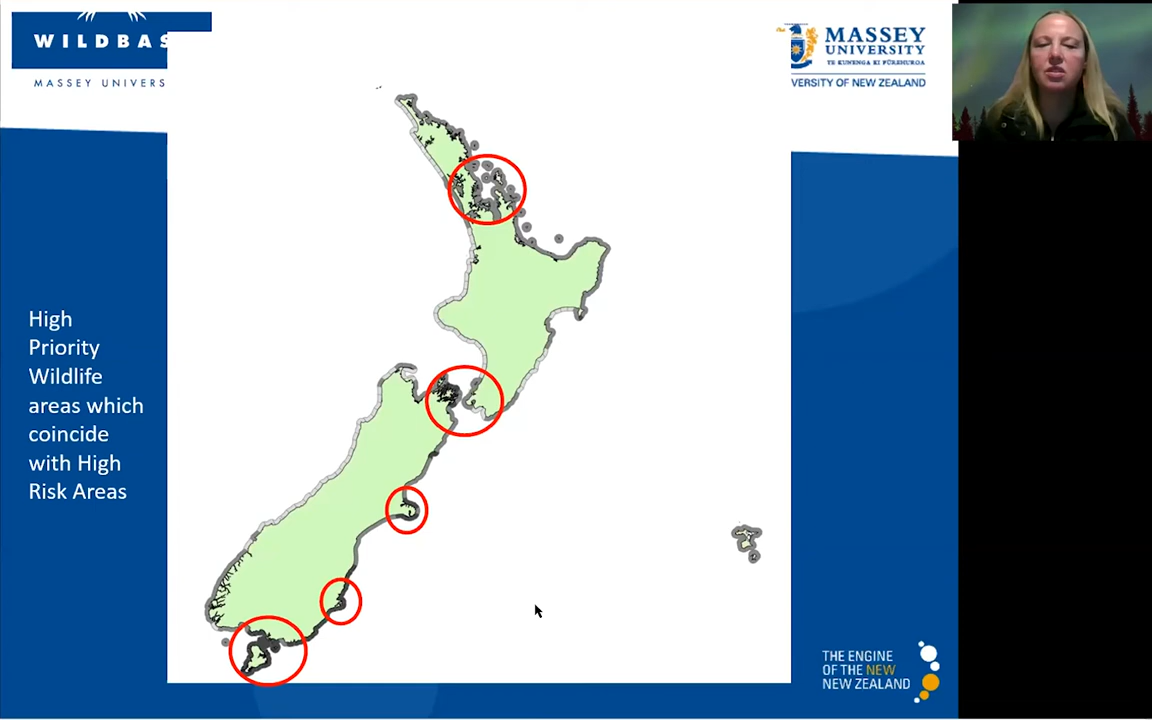 WILDBAS
MASSEY UNIVERS
MASSEY
UNIVERSITY
TE KUNENGA KI PŪREHUROA
VERSITY OF NEW ZEALAND
High
Priority
Wildlife
areas which
coincide
with High
Risk Areas
THE ENGINE
OF THE NEW
NEW ZEALAND